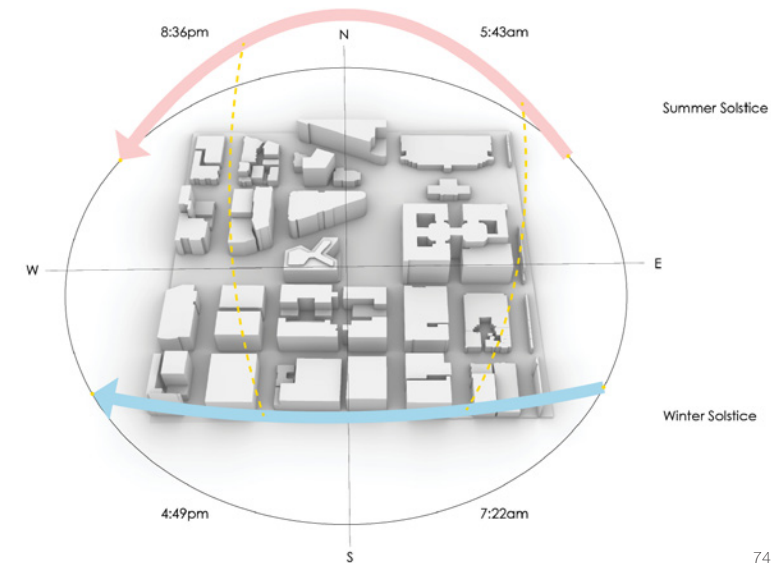 8:36pm
N
5:43am
Summer Solstice
W
E
Winter Solstice
4:49pm
7:22am
S
74